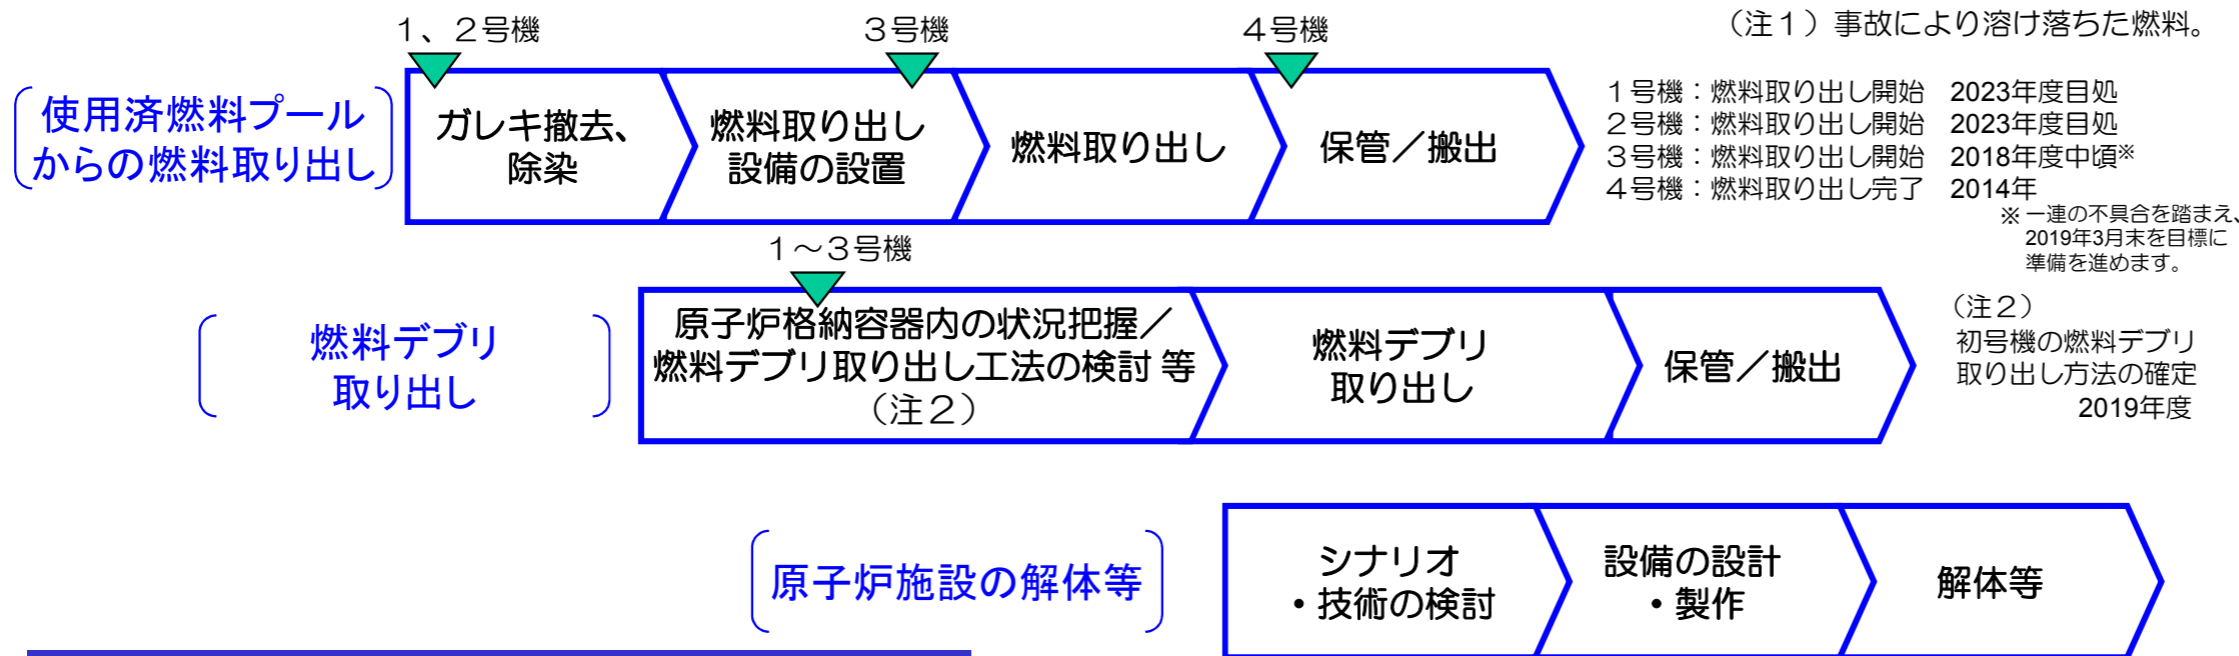 （注１）事故により溶け落ちた燃料。
１、２号機
３号機
４号機
使用済燃料プール
からの燃料取り出し
ガレキ撤去、
除染
燃料取り出し
設備の設置
燃料取り出し
保管／搬出
１号機：燃料取り出し開始　2023年度目処
２号機：燃料取り出し開始　2023年度目処
３号機：燃料取り出し開始　2018年度中頃※
４号機：燃料取り出し完了　2014年
※ 一連の不具合を踏まえ、
2019年3月末を目標に
準備を進めます。
１～３号機
燃料デブリ
取り出し
原子炉格納容器内の状況把握／
燃料デブリ取り出し工法の検討 等
（注２）
燃料デブリ
取り出し
保管／搬出
（注２）
初号機の燃料デブリ
取り出し方法の確定
2019年度
原子炉施設の解体等
シナリオ
・技術の検討
設備の設計
・製作
解体等